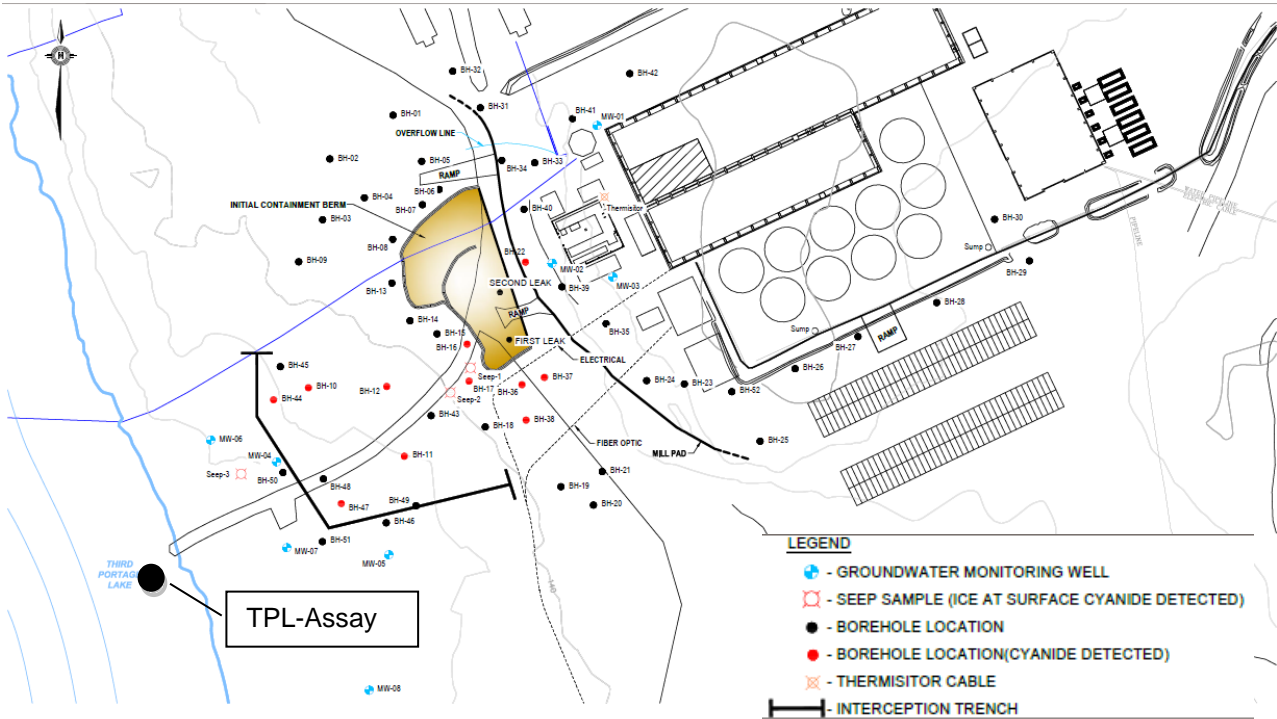 N
BH-32
BH-42
BH-31
BH-01
BH-41
MW-01
OVERFLOW LINE
BH-02
BH-05
BH-34
BH-33
RAMP
BH-06
BH-04
INITIAL CONTAINMENT BERM
BH-07
BH-40
Thermisitor
BH-03
BH-30
BH-08
Sump
BH-09
BH-22
MW-02
BH-29
PIPELINE
BH-13
SECOND LEAK
BH-39
MW-03
BH-28
RAMP
BH-14
BH-35
Sump
BH-15
RAMP
BH-16
FIRST LEAK
BH-27
ELECTRICAL
BH-45
Seep-1
BH-26
BH-10
BH-12
BH-17
BH-37
BH-24
BH-23
BH-36
BH-52
BH-44
Seep-2
BH-43
BH-18
BH-38
MW-06
FIBER OPTIC
BH-25
MILL PAD
MW-04
BH-11
Seep-3
BH-50
BH-48
BH-21
BH-19
BH-47
BH-49
BH-20
BH-46
BH-51
MW-07
MW-05
THIRD
PORTAGE
LAKE
140
TPL-Assay
MW-08
LEGEND
- GROUNDWATER MONITORING WELL
- SEEP SAMPLE (ICE AT SURFACE CYANIDE DETECTED)
- BOREHOLE LOCATION
- BOREHOLE LOCATION(CYANIDE DETECTED)
- THERMISITOR CABLE
- INTERCEPTION TRENCH